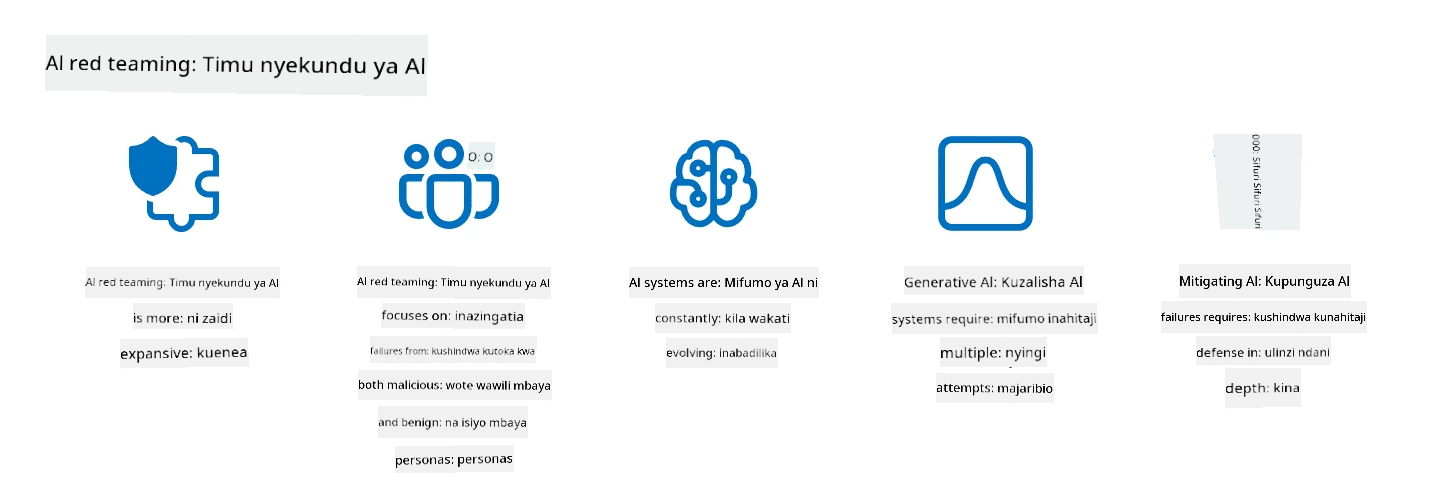 AI red teaming: Timu nyekundu ya AI
O: O
000: Sifuri Sifuri Sifuri
AI red teaming: Timu nyekundu ya AI
is more: ni zaidi
expansive: kuenea
AI red teaming: Timu nyekundu ya AI
focuses on: inazingatia
failures from: kushindwa kutoka kwa
both malicious: wote wawili mbaya
and benign: na isiyo mbaya
personas: personas
AI systems are: Mifumo ya AI ni
constantly: kila wakati
evolving: inabadilika
Generative AI: Kuzalisha AI
systems require: mifumo inahitaji
multiple: nyingi
attempts: majaribio
Mitigating AI: Kupunguza AI
failures requires: kushindwa kunahitaji
defense in: ulinzi ndani
depth: kina